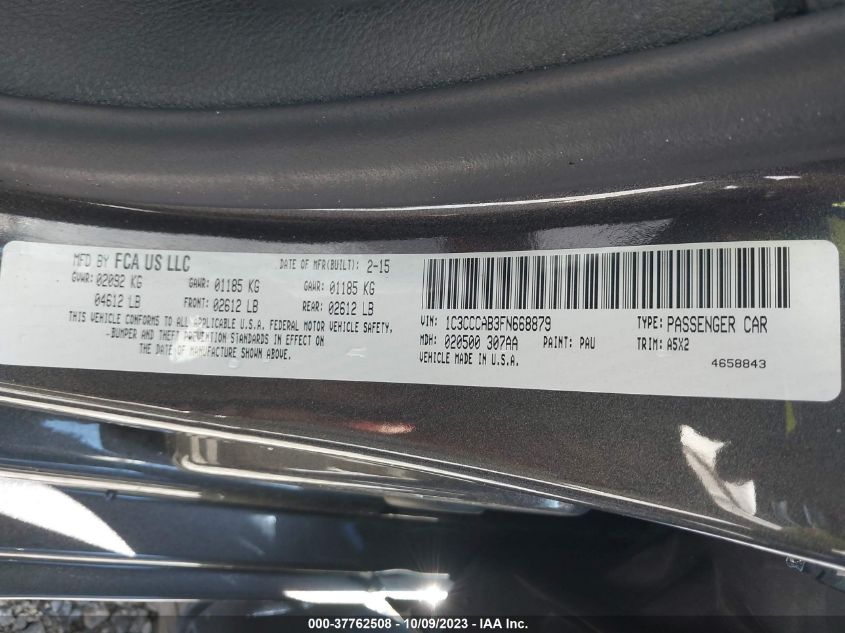 MFD BY FCA US LLC DATE OF MFR(BUILT): 2-15
GVWR: 02092 KG GAWR: 01185 KG GAWR: 01185 KG
04612 LB FRONT: 02612 LB REAR: 02612 LB
THIS VEHICLE CONFORMS TO ALL APPLICABLE U.S.A. FEDERAL MOTOR VEHICLE SAFETY,
-BUMPER AND THEFT PREVENTION STANDARDS IN EFFECT ON
THE DATE OF MANUFACTURE SHOWN ABOVE.
VIN: 1C3CCCAB3FN668879 TYPE: PASSENGER CAR
MDH: 020500 307AA PAINT: PAU TRIM: A5X2
VEHICLE MADE IN U.S.A. 4658843
000-37762508 - 10/09/2023 - IAA Inc.